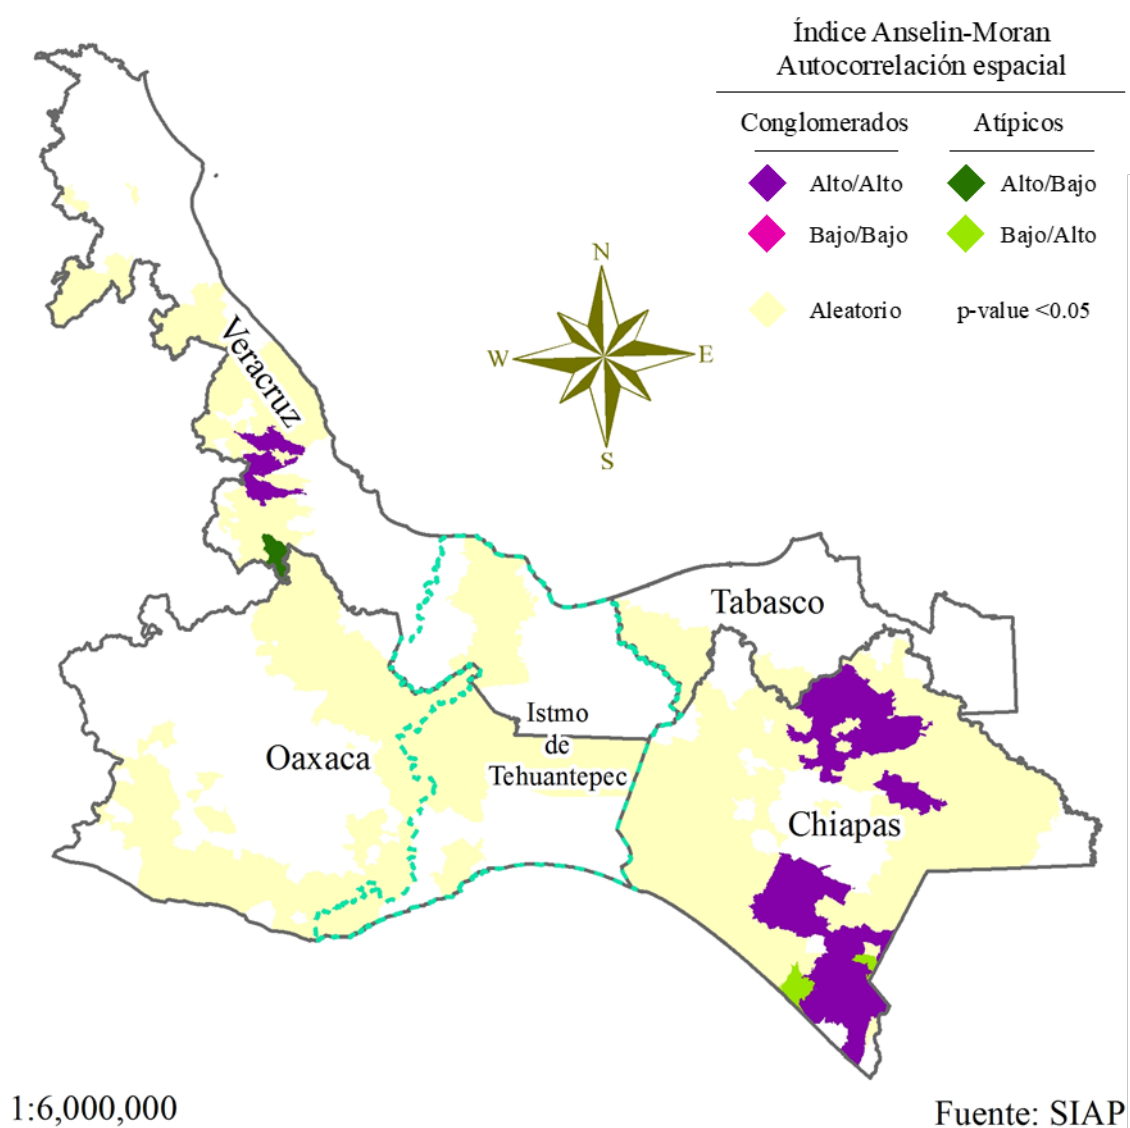 Índice Anselin-Moran
Autocorrelación espacial
Conglomerados
Atípicos
Alto/Alto
Alto/Bajo
Bajo/Bajo
Bajo/Alto
Aleatorio
p-value <0.05
N
W
E
S
Veracruz
Tabasco
Istmo
de
Tehuantepec
Oaxaca
Chiapas
1:6,000,000
Fuente: SIAP